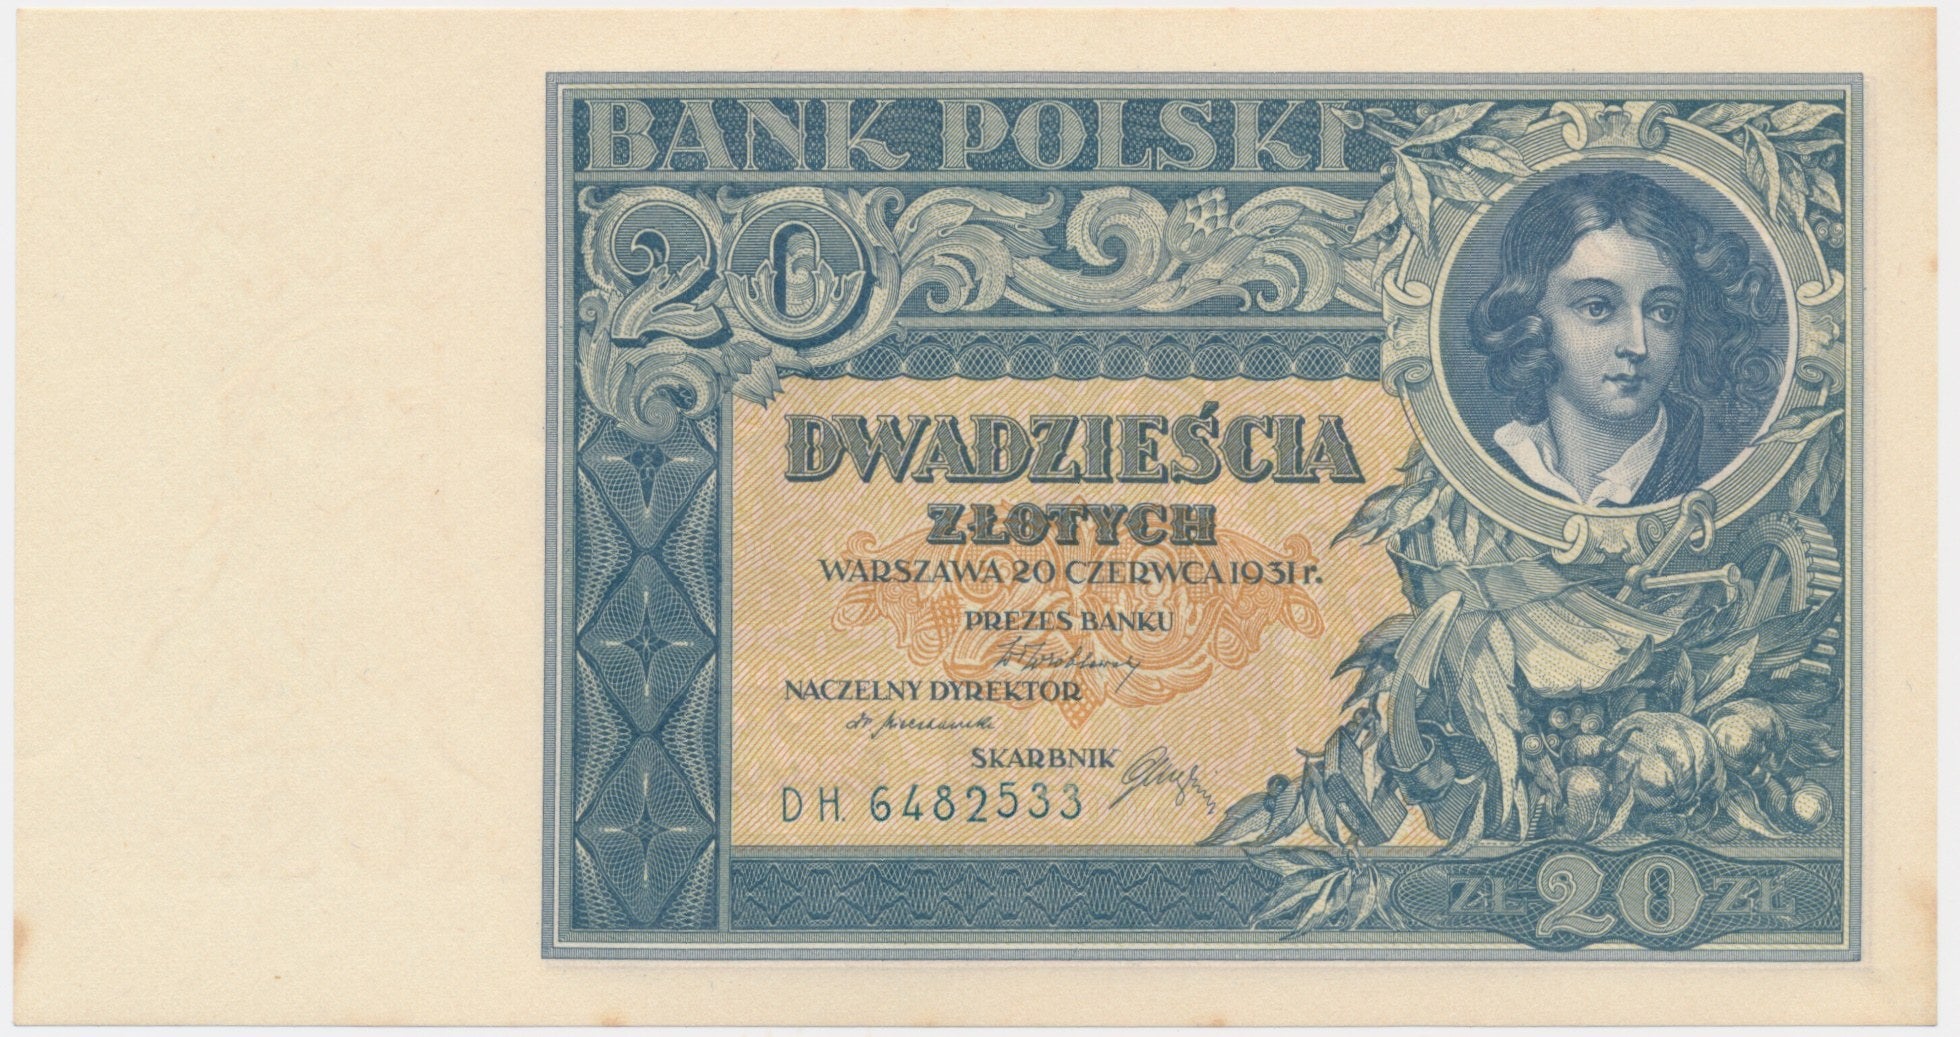 BANK POLSKI
20
DWADZIEŚCIA
ZŁOTYCH
WARSZAWA 20 CZERWCA 1931 r.
PREZES BANKU
NACZELNY DYREKTOR
SKARBNIK
DH. 6482533
ZŁ 20 ZŁ